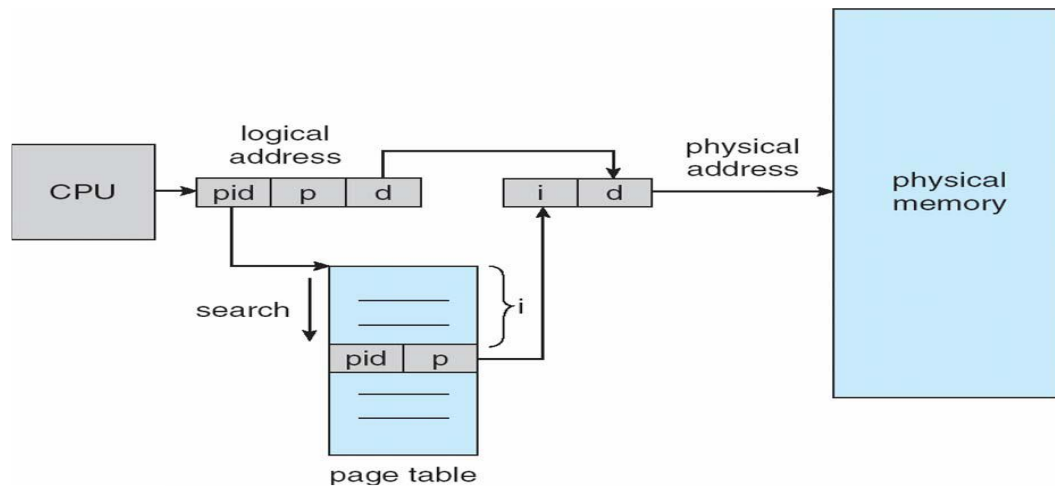 logical
address
physical
address
CPU
pid p d
i d
physical
memory
search
i
pid p
page table